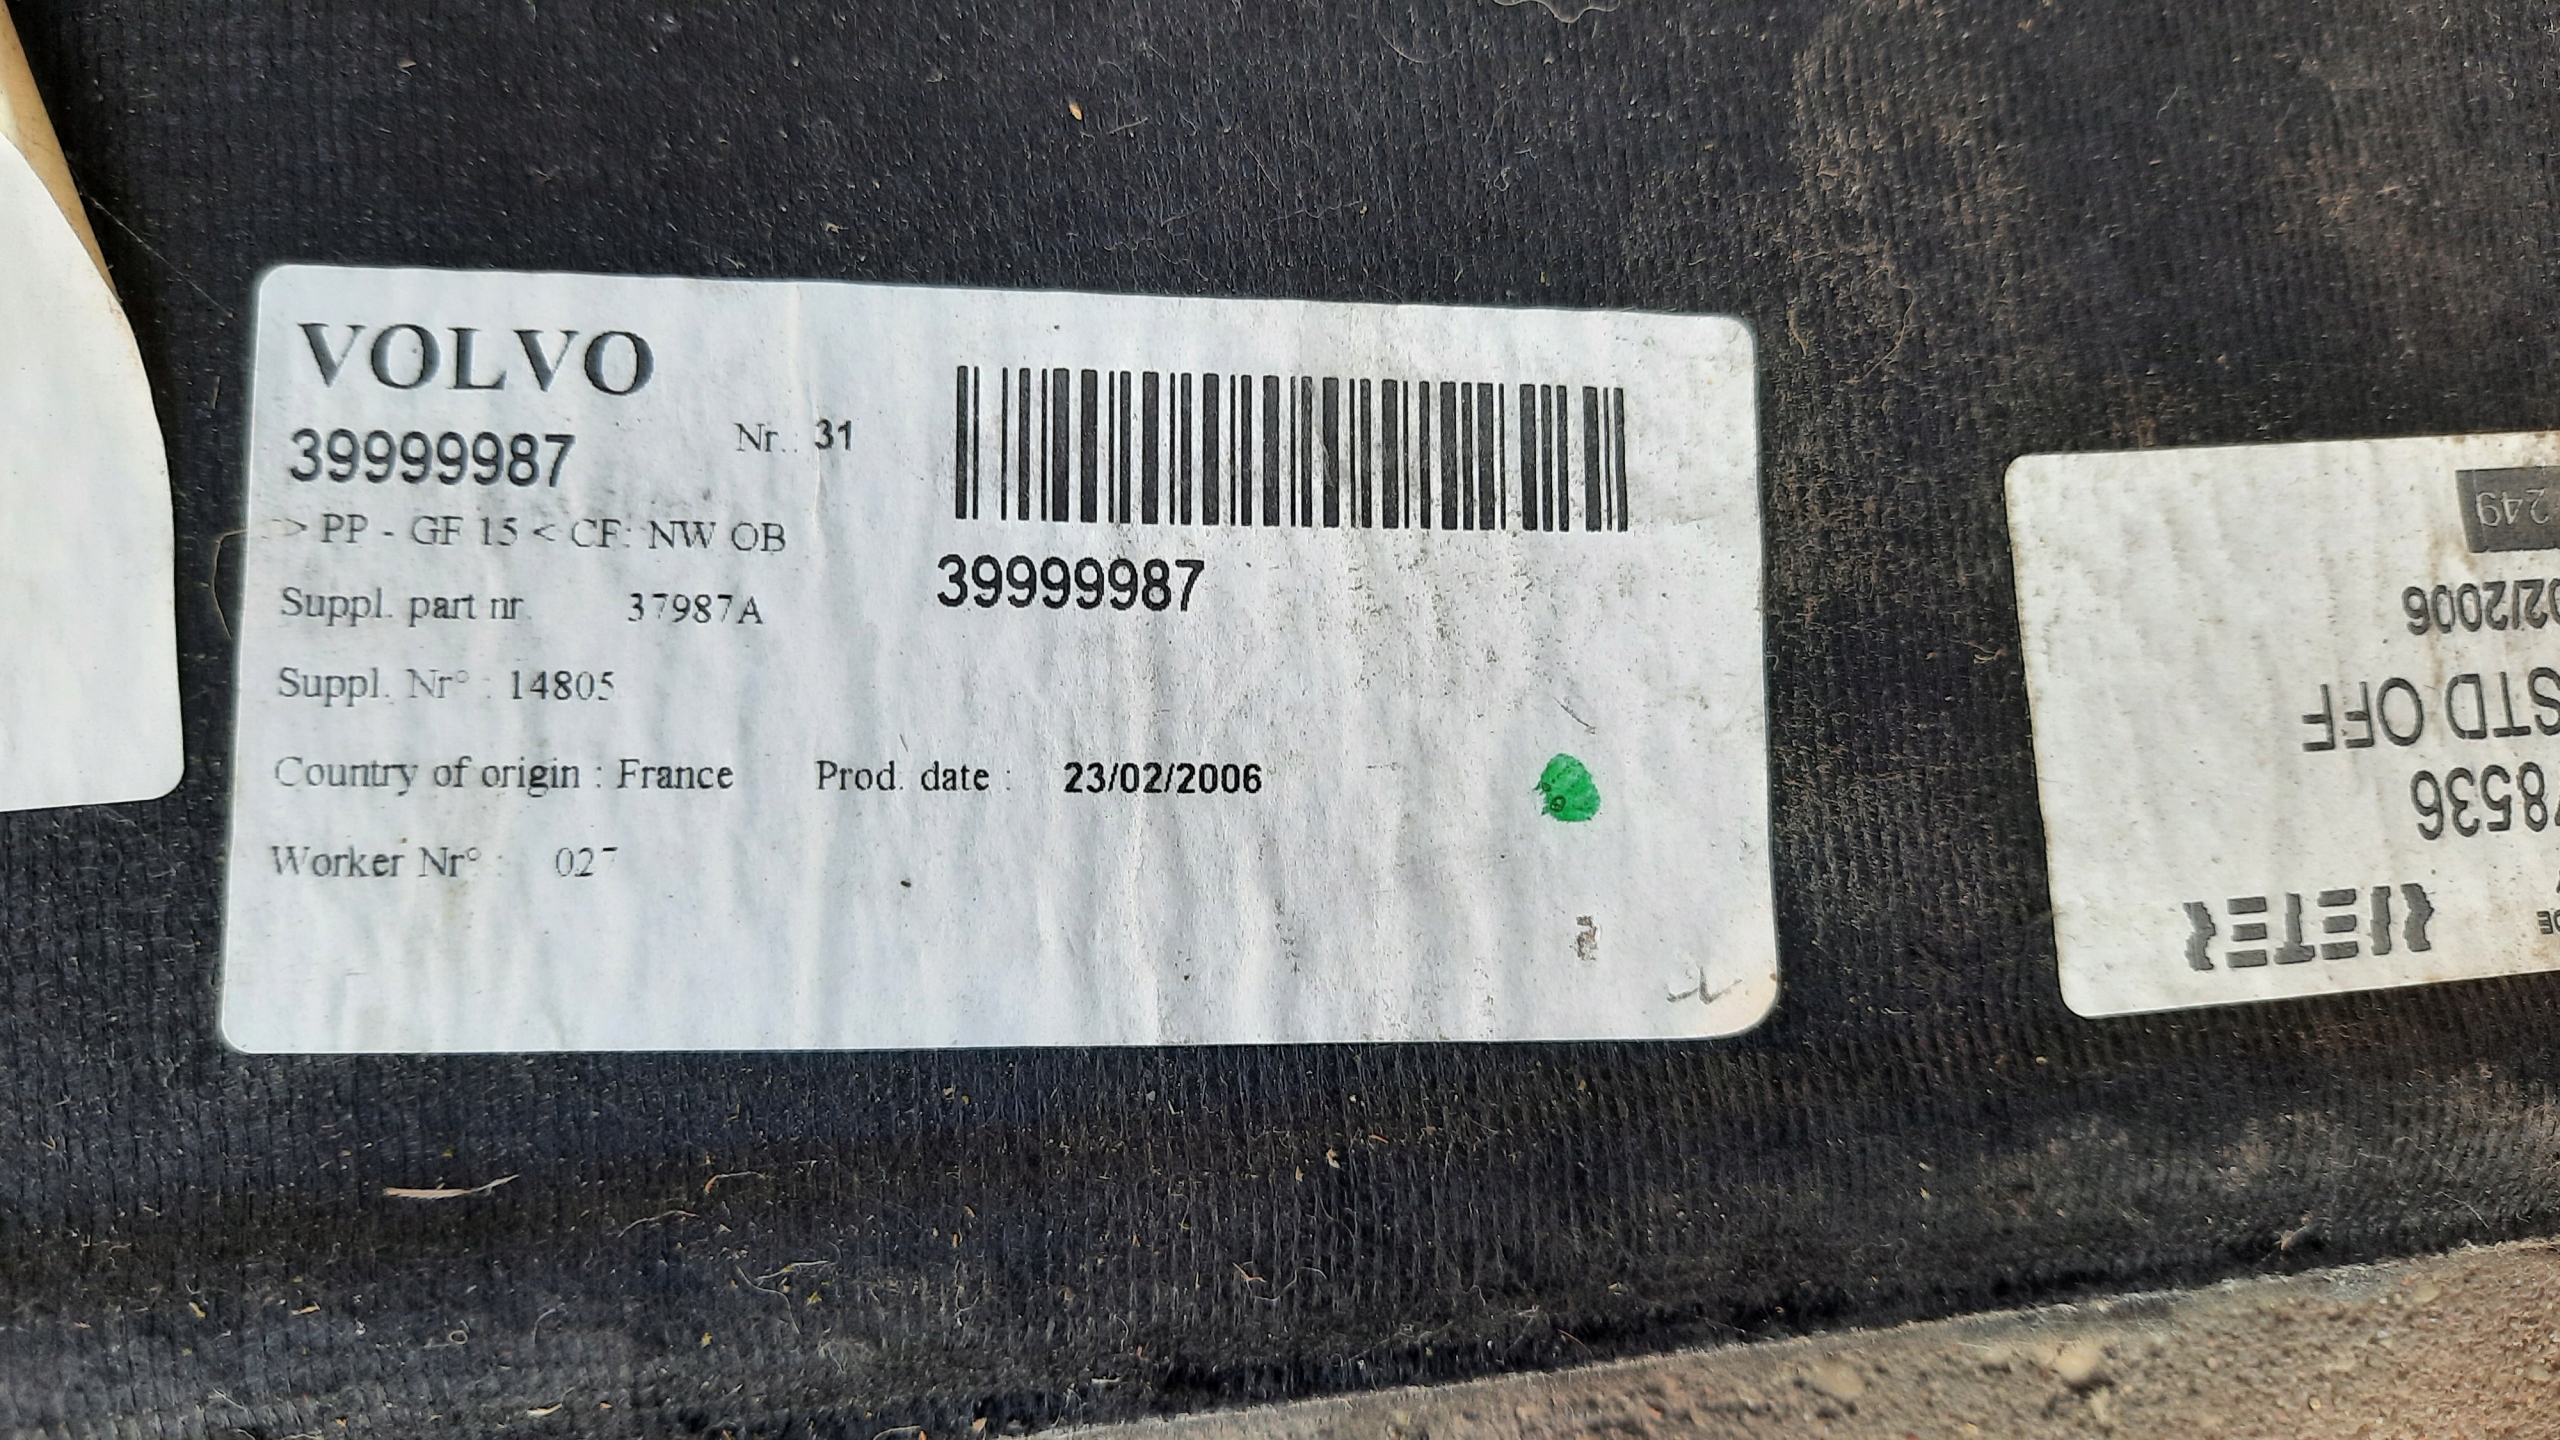 VOLVO
39999987
Nr.: 31
> PP - GF 15 < CF: NW OB
39999987
Suppl. part nr. 37987A
Suppl. Nr° : 14805
Country of origin : France Prod. date : 23/02/2006
Worker Nr° :
RIETER
8536
STD OFF
02/2006
249